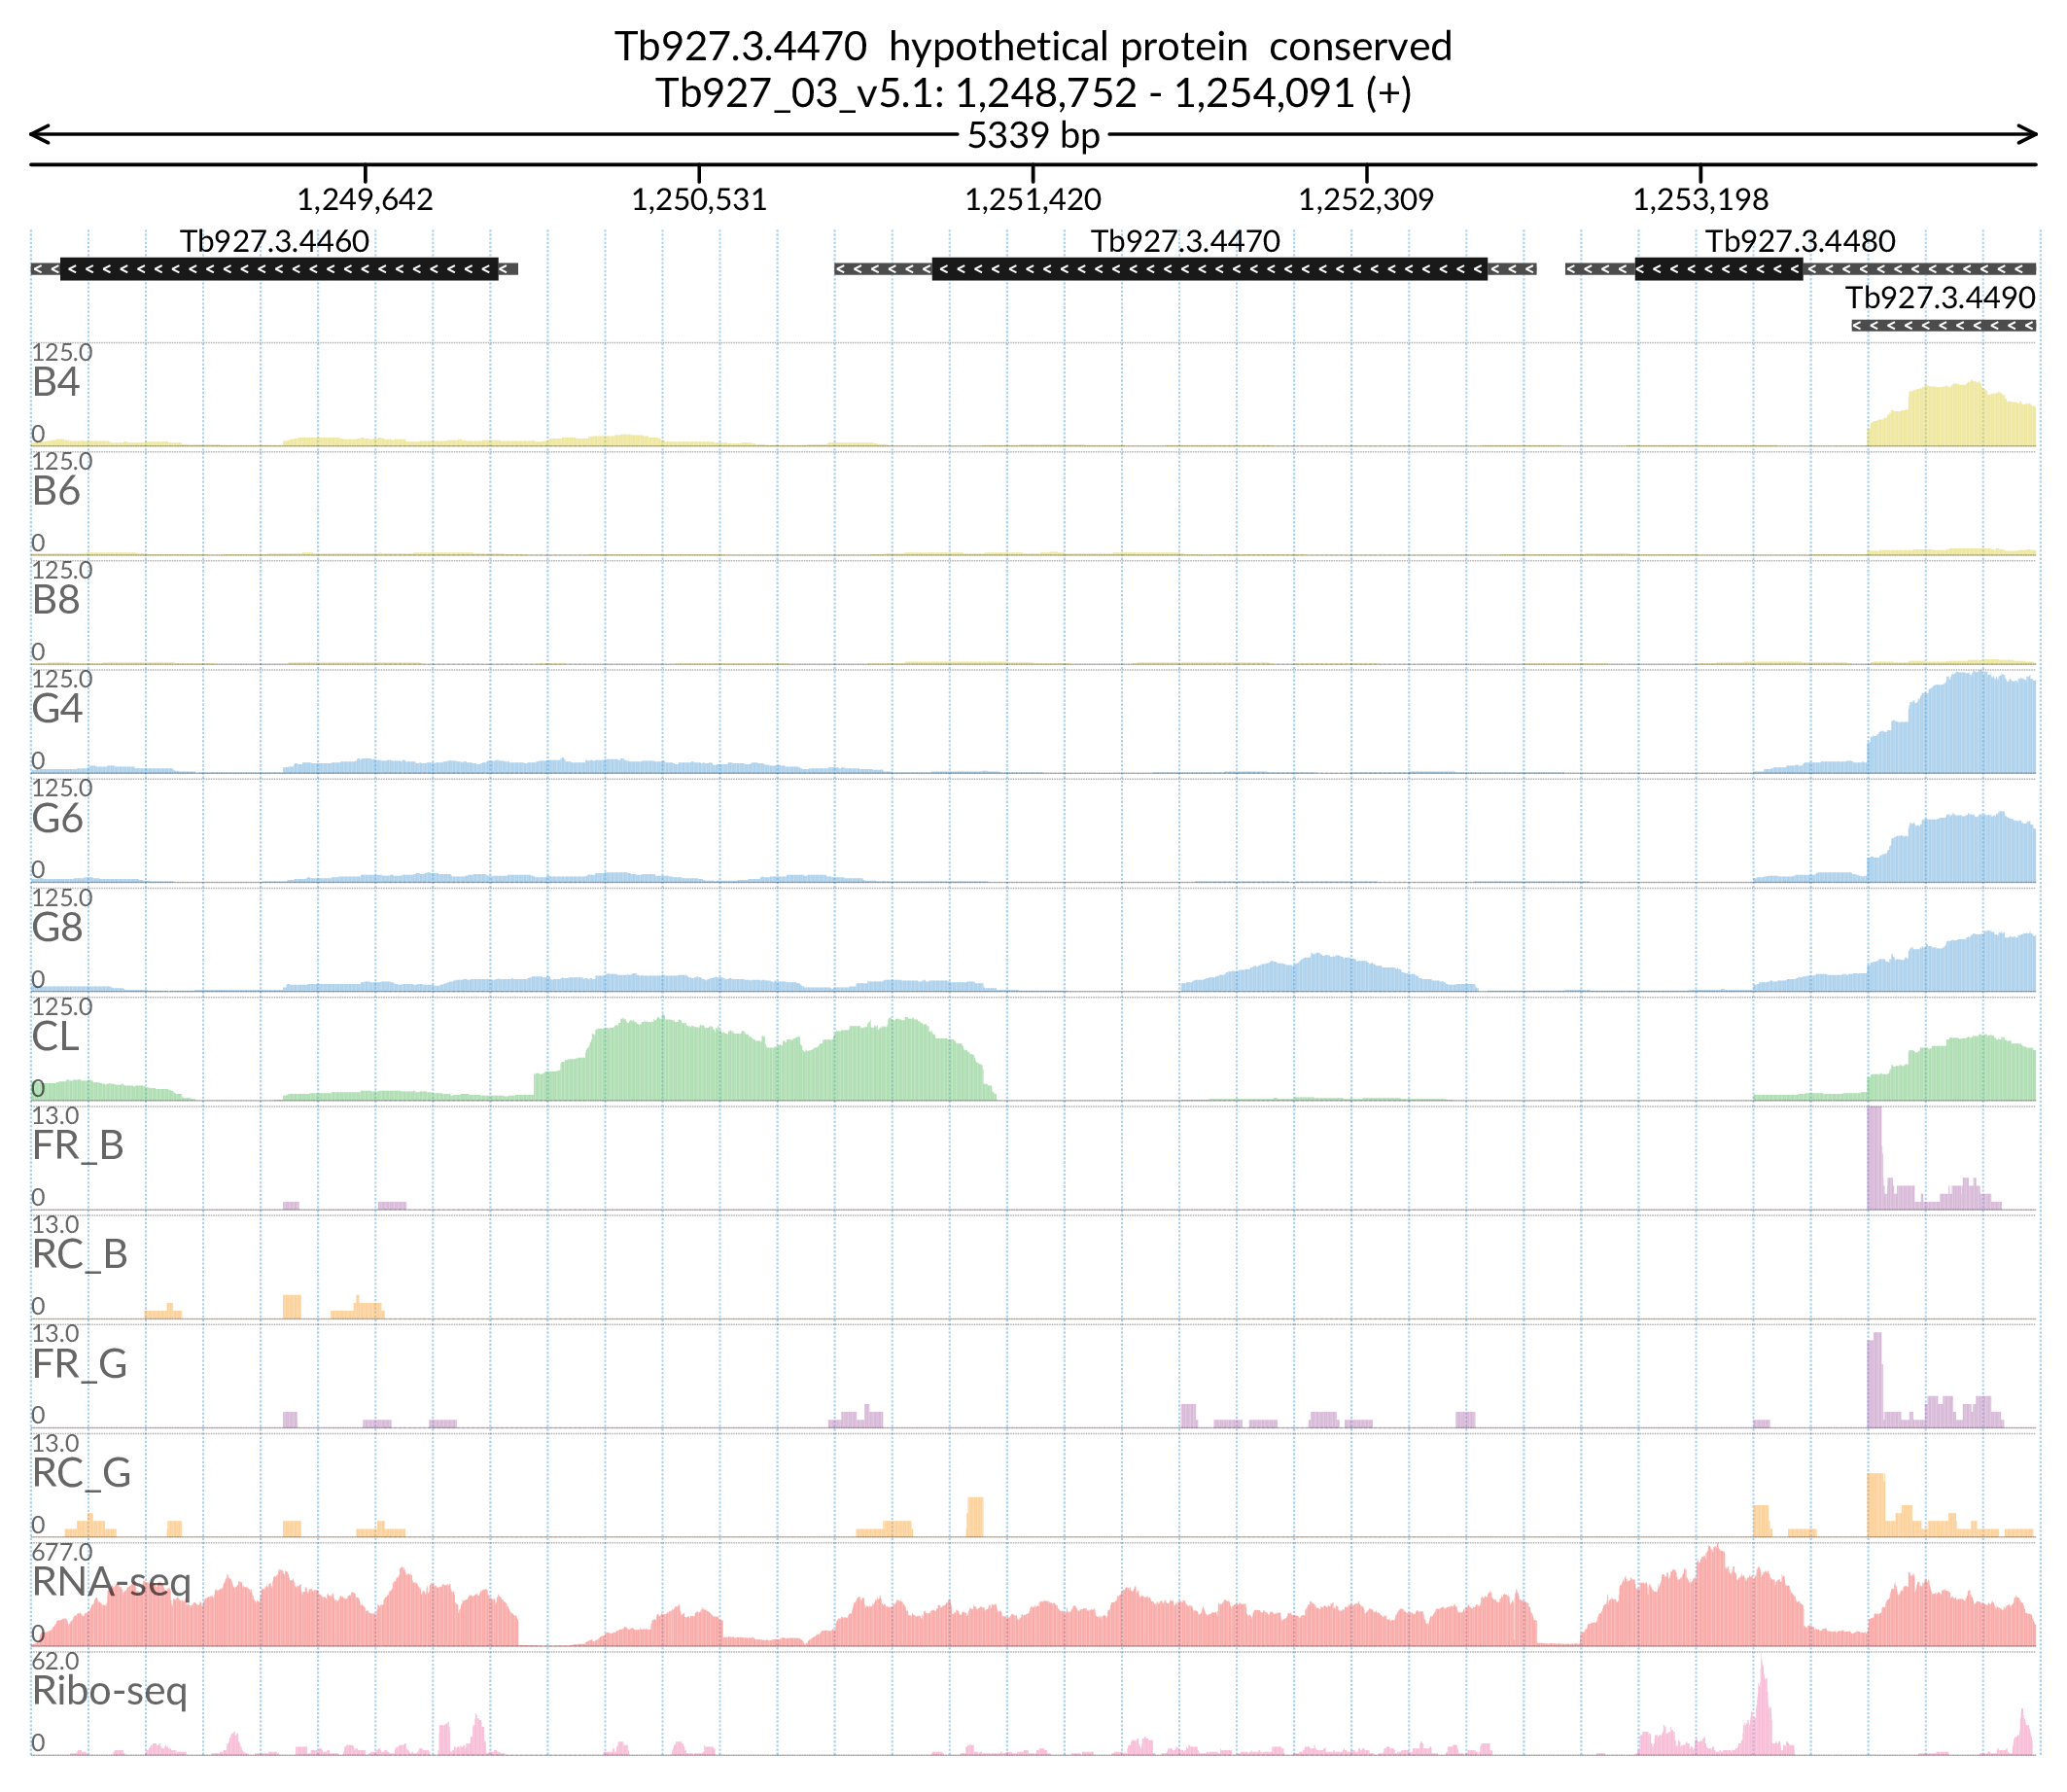 Tb927.3.4470  hypothetical protein  conserved
Tb927_03_v5.1: 1,248,752 - 1,254,091 (+)
5339 bp
1,249,642 1,250,531 1,251,420 1,252,309 1,253,198
Tb927.3.4460 Tb927.3.4470 Tb927.3.4480
Tb927.3.4490
125.0
B4
0
125.0
B6
0
125.0
B8
0
125.0
G4
0
125.0
G6
0
125.0
G8
0
125.0
CL
0
13.0
FR_B
0
13.0
RC_B
0
13.0
FR_G
0
13.0
RC_G
0
677.0
RNA-seq
0
62.0
Ribo-seq
0